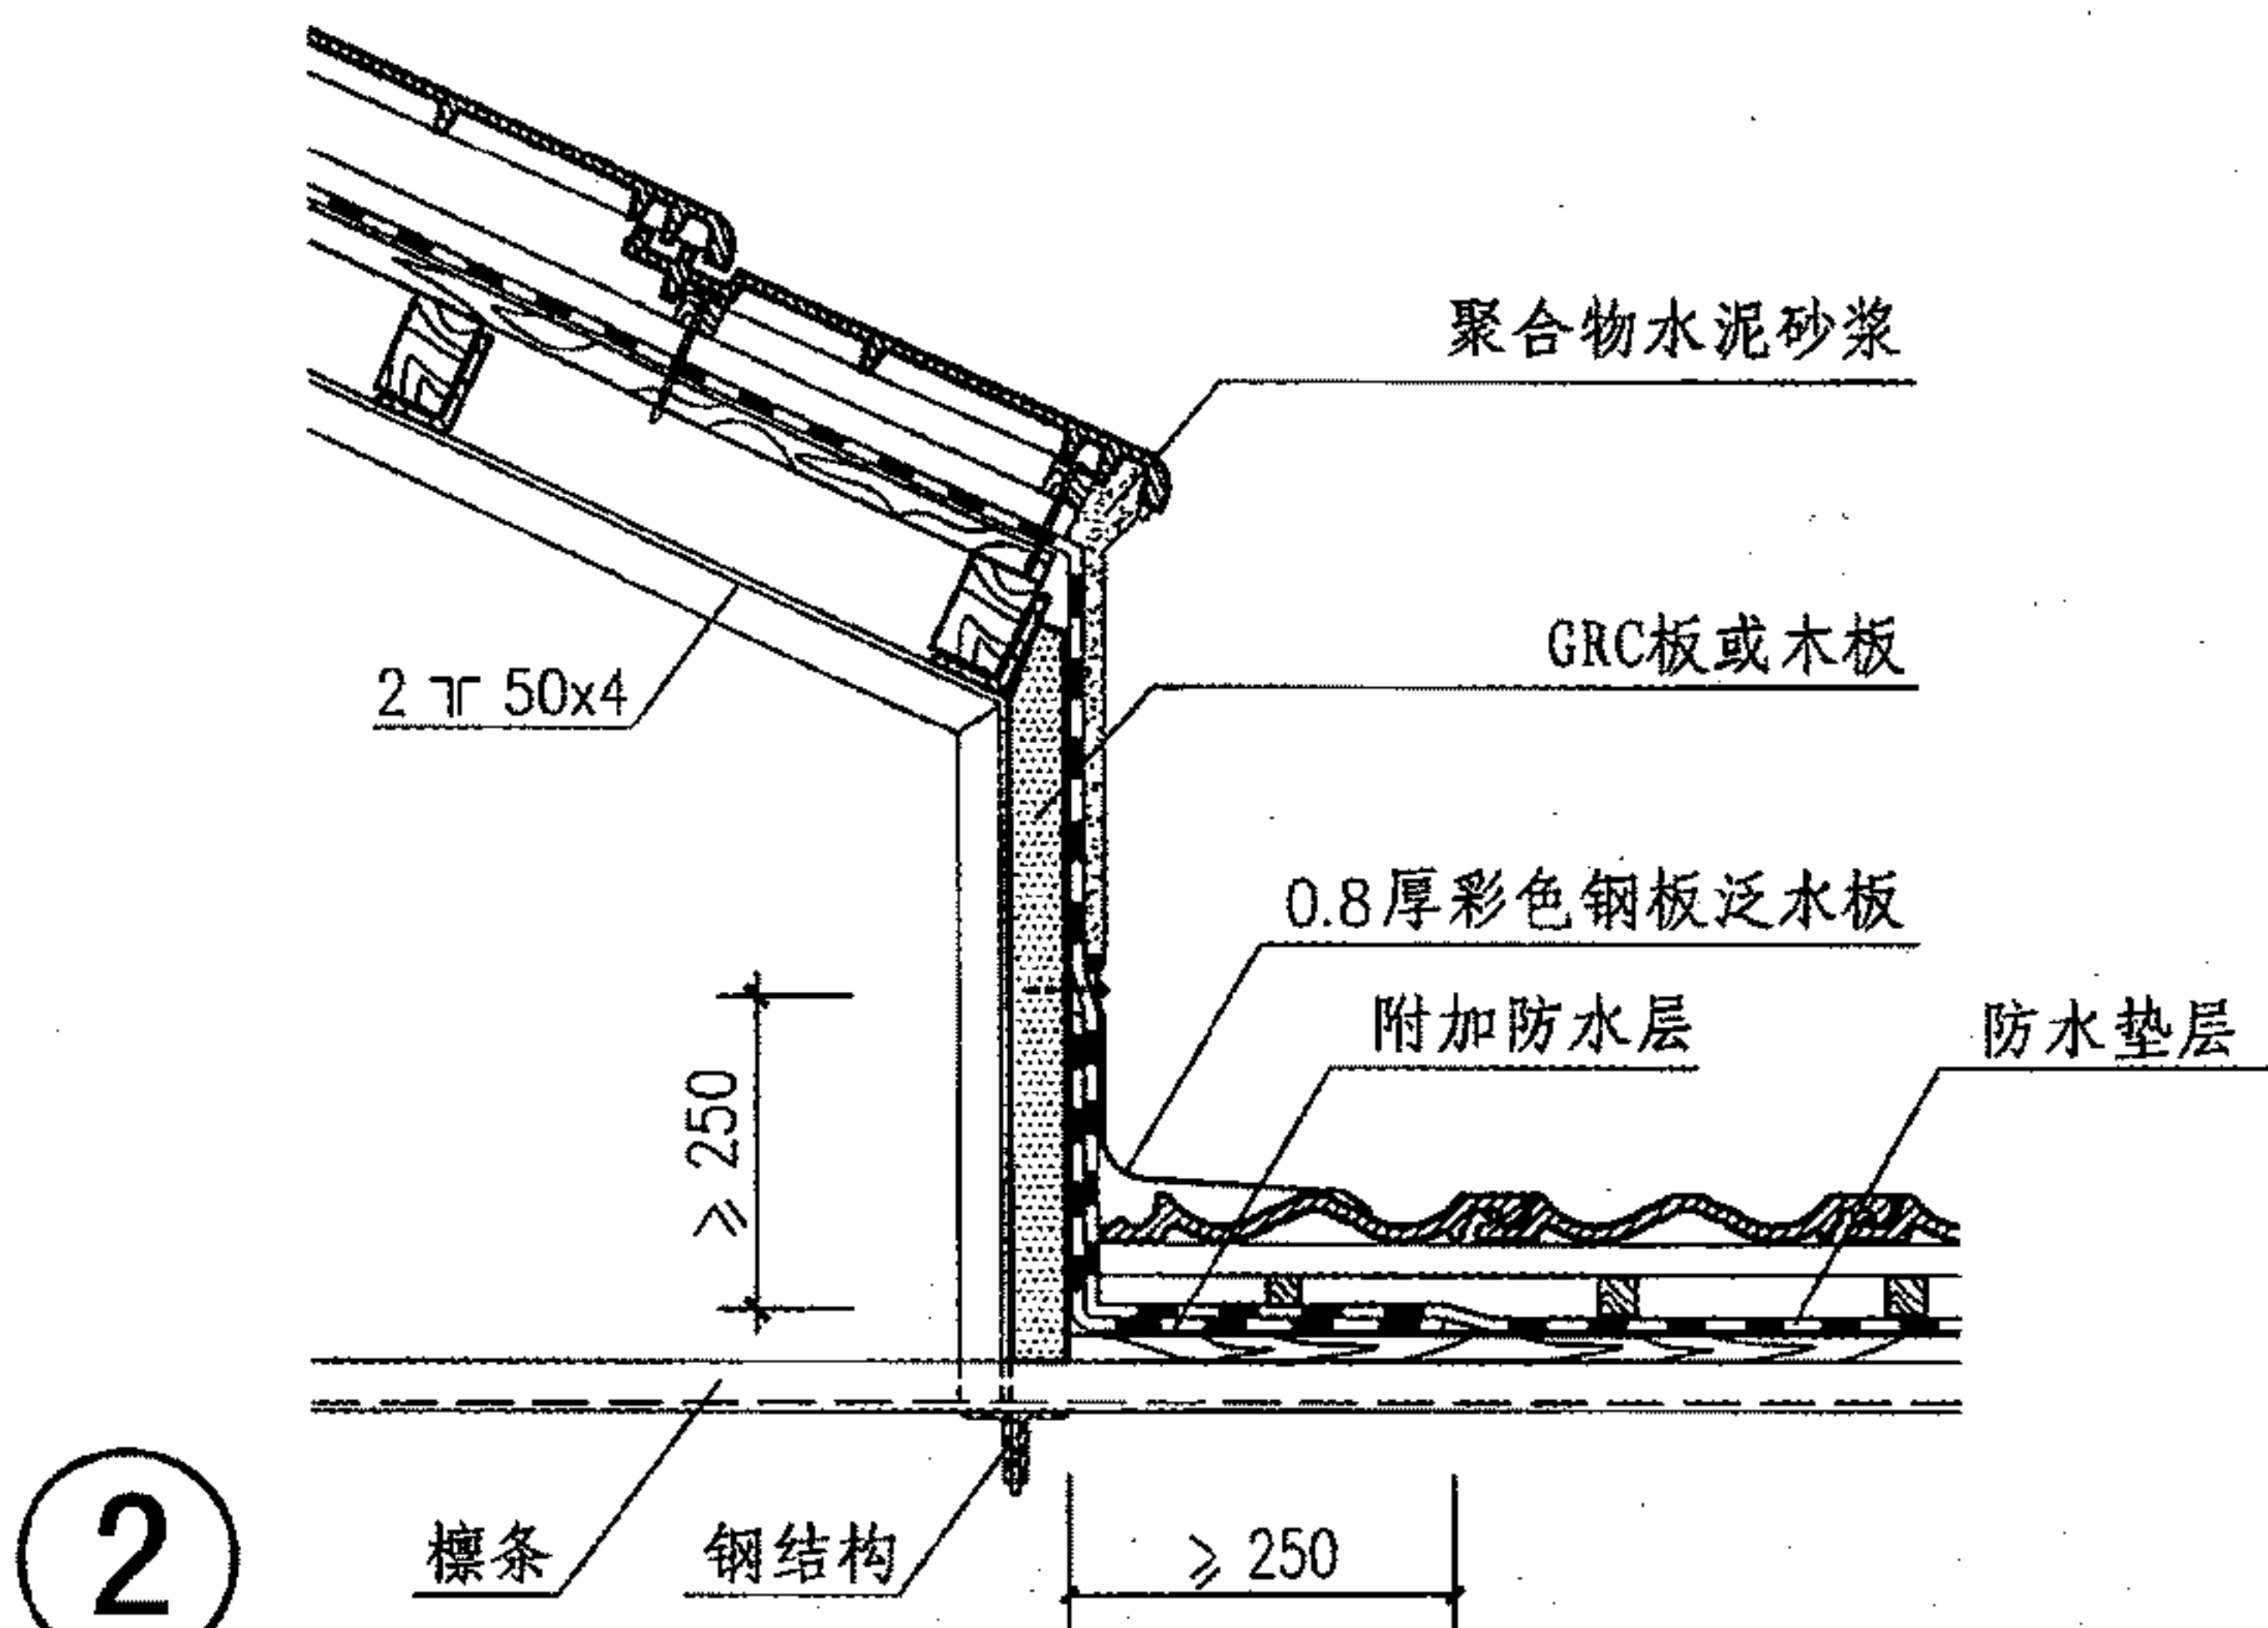 聚合物水泥砂浆
GRC板或木板
2 ㄱㄏ 50x4
0.8厚彩色钢板泛水板
附加防水层
防水垫层
≥ 250
檩条
钢结构
≥ 250
2